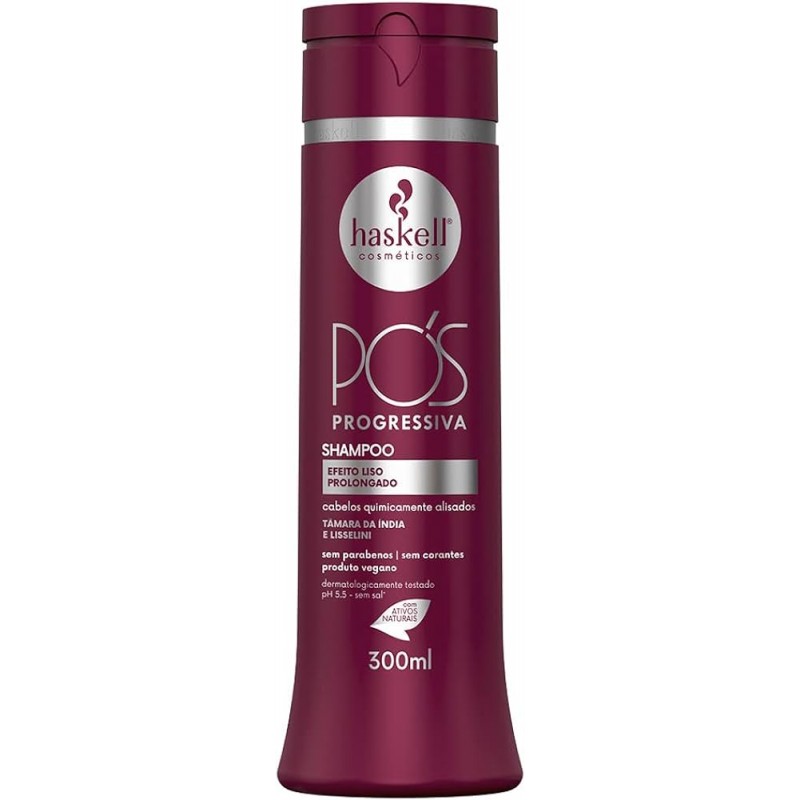 haskell
haskell®
cosméticos
PÓS
PROGRESSIVA
SHAMPOO
EFEITO LISO
PROLONGADO
cabelos quimicamente alisados
TÂMARA DA ÍNDIA
E LISSELINI
sem parabenos | sem corantes
produto vegano
dermatologicamente testado
pH 5.5 - sem sal*
com
ATIVOS
NATURAIS
300ml